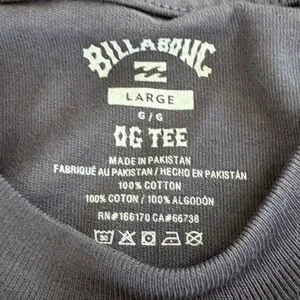 BILLABONG
LARGE
G/G
OG TEE
MADE IN PAKISTAN
FABRIQUÉ AU PAKISTAN / HECHO EN PAKISTÁN
100% COTTON
100% COTON / 100% ALGODÓN
RN#166170 CA#66738
30